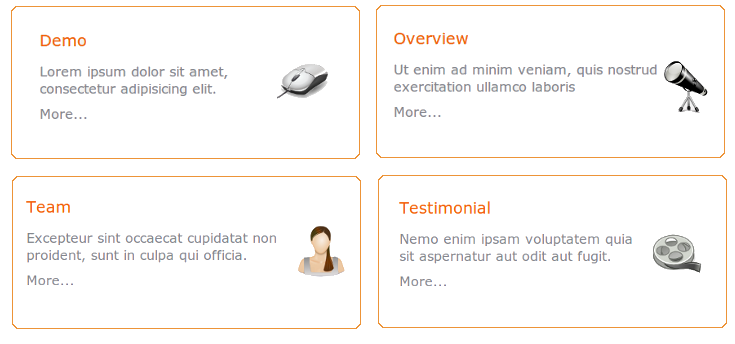 Demo
Lorem ipsum dolor sit amet,
consectetur adipisicing elit.
More...
Overview
Ut enim ad minim veniam, quis nostrud
exercitation ullamco laboris
More...
Team
Excepteur sint occaecat cupidatat non
proident, sunt in culpa qui officia.
More...
Testimonial
Nemo enim ipsam voluptatem quia
sit aspernatur aut odit aut fugit.
More...